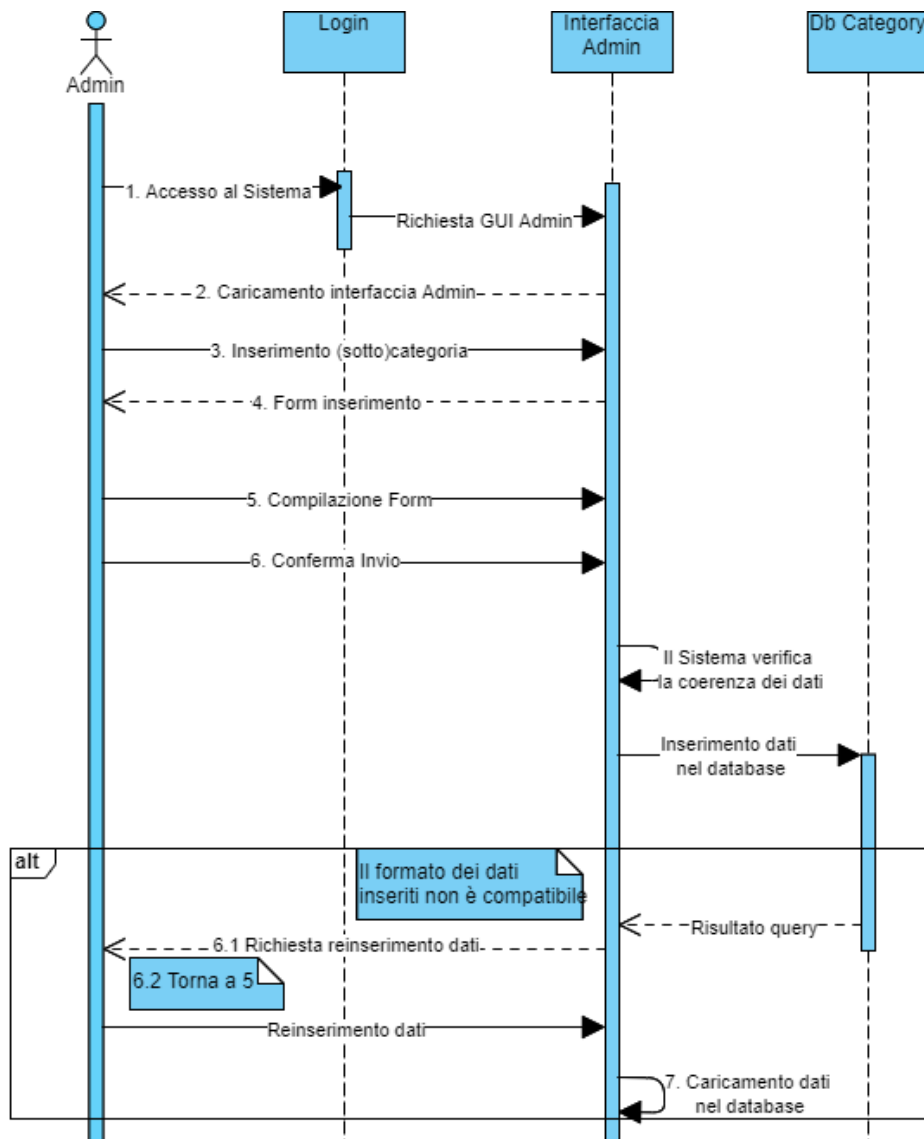 Login
Interfaccia
Admin
Db Category
Admin
1. Accesso al Sistema
Richiesta GUI Admin
2. Caricamento interfaccia Admin
3. Inserimento (sotto)categoria
4. Form inserimento
5. Compilazione Form
6. Conferma Invio
Il Sistema verifica
la coerenza dei dati
Inserimento dati
nel database
alt
Il formato dei dati
inseriti non è compatibile
Risultato query
6.1 Richiesta reinserimento dati
6.2 Torna a 5
Reinserimento dati
7. Caricamento dati
nel database